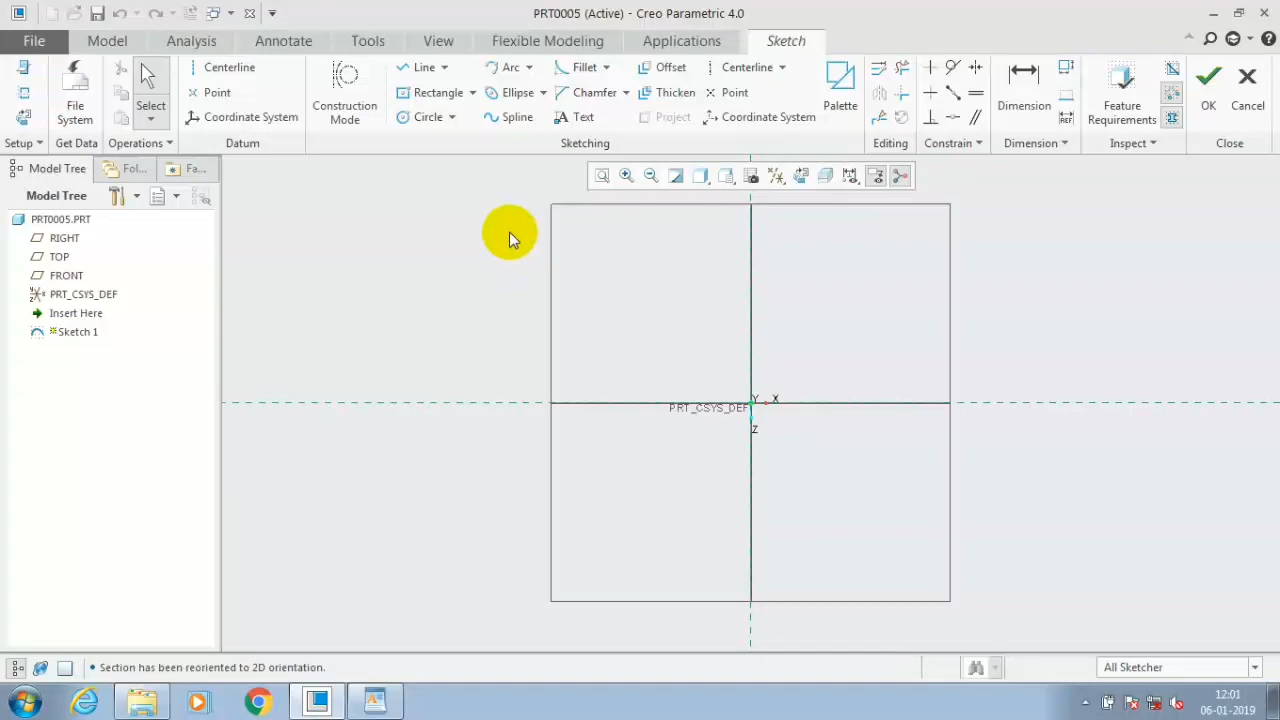 PRT0005 (Active) - Creo Parametric 4.0
File Model Analysis Annotate Tools View Flexible Modeling Applications Sketch
Centerline Line Arc Fillet Offset Centerline
Point Rectangle Ellipse Chamfer Thicken Point
File System Select Construction Mode Palette Dimension Feature Requirements OK Cancel
Coordinate System Circle Spline Text Project Coordinate System
Setup Get Data Operations Datum Sketching Editing Constrain Dimension Inspect Close
Model Tree Fol... Fa...
Model Tree
PRT0005.PRT
RIGHT
TOP
FRONT
PRT_CSYS_DEF
Insert Here
Sketch 1
Y X
PRT_CSYS_DEF
Z
Section has been reoriented to 2D orientation.
All Sketcher
12:01
06-01-2019